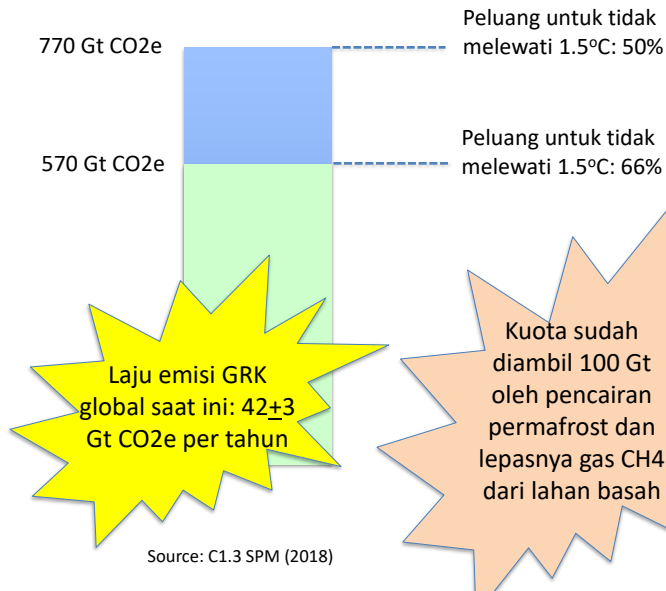 770 Gt CO2e
Peluang untuk tidak
melewati 1.5°C: 50%
570 Gt CO2e
Peluang untuk tidak
melewati 1.5°C: 66%
Laju emisi GRK
global saat ini: 42±3
Gt CO2e per tahun
Kuota sudah
diambil 100 Gt
oleh pencairan
permafrost dan
lepasnya gas CH4
dari lahan basah
Source: C1.3 SPM (2018)